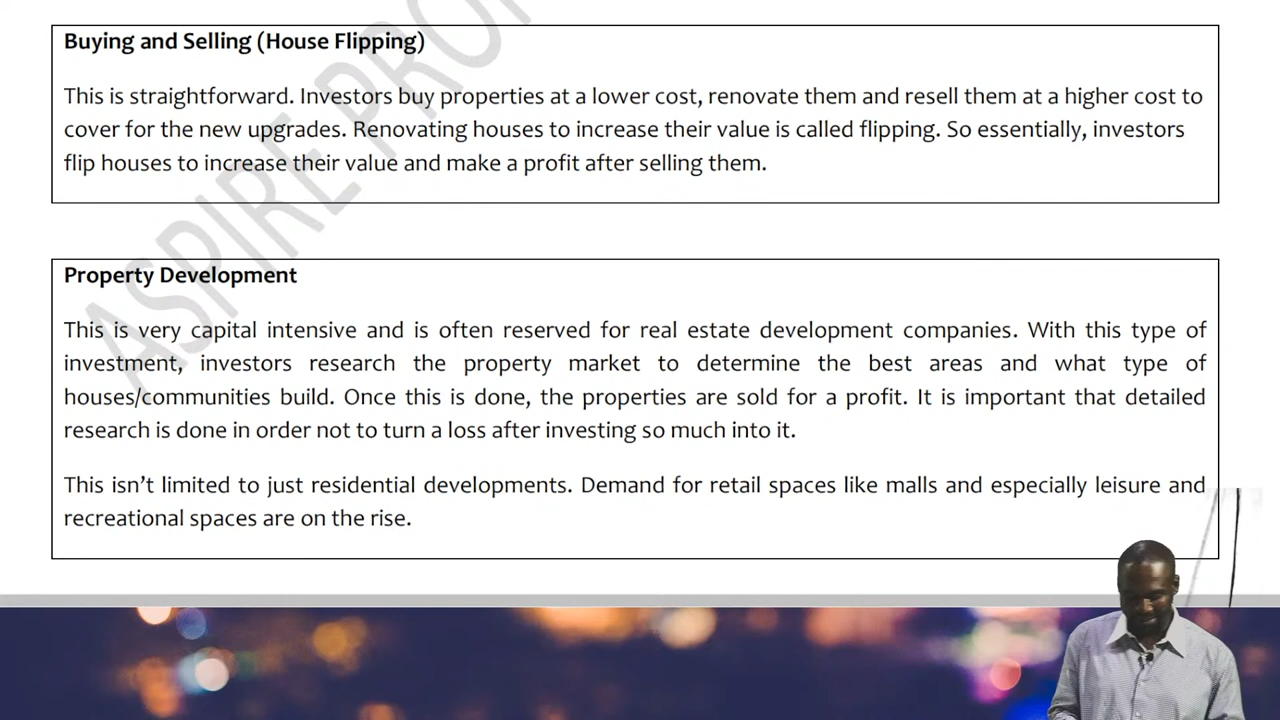 Buying and Selling (House Flipping)
This is straightforward. Investors buy properties at a lower cost, renovate them and resell them at a higher cost to
cover for the new upgrades. Renovating houses to increase their value is called flipping. So essentially, investors
flip houses to increase their value and make a profit after selling them.
Property Development
This is very capital intensive and is often reserved for real estate development companies. With this type of
investment, investors research the property market to determine the best areas and what type of
houses/communities build. Once this is done, the properties are sold for a profit. It is important that detailed
research is done in order not to turn a loss after investing so much into it.
This isn’t limited to just residential developments. Demand for retail spaces like malls and especially leisure and
recreational spaces are on the rise.
ASPIRE